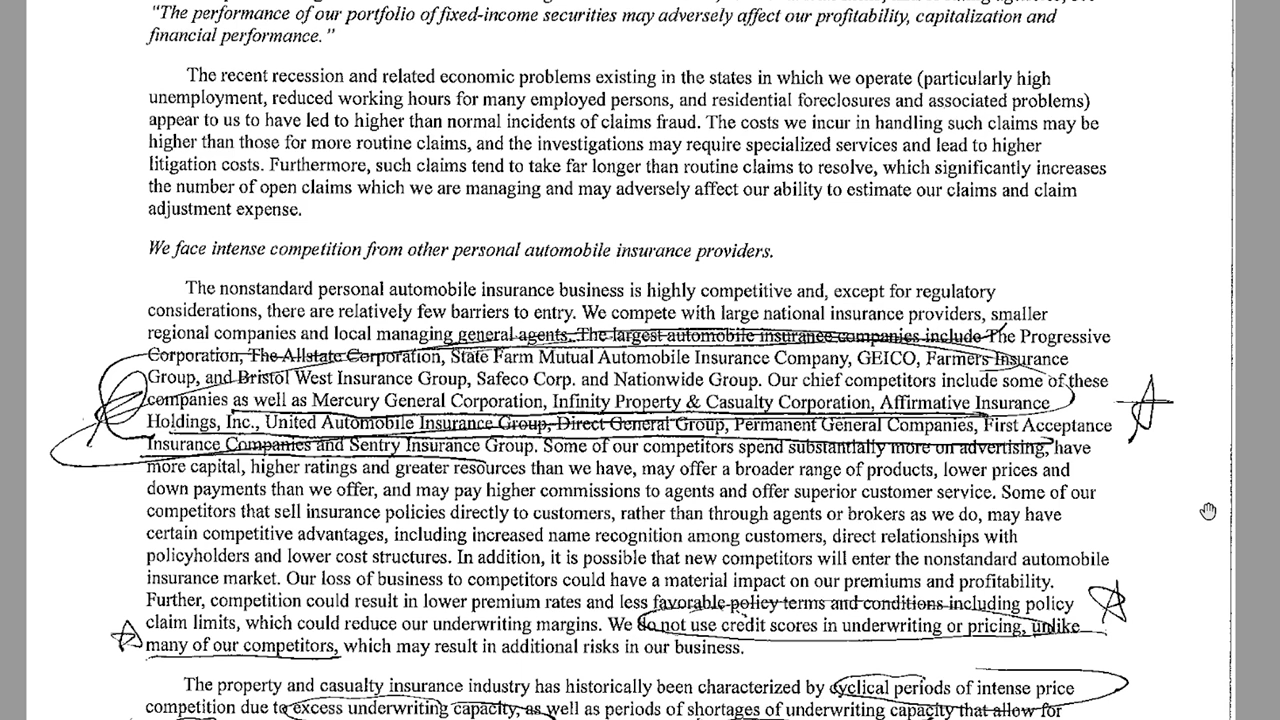 "The performance of our portfolio of fixed-income securities may adversely affect our profitability, capitalization and
financial performance."
The recent recession and related economic problems existing in the states in which we operate (particularly high
unemployment, reduced working hours for many employed persons, and residential foreclosures and associated problems)
appear to us to have led to higher than normal incidents of claims fraud. The costs we incur in handling such claims may be
higher than those for more routine claims, and the investigations may require specialized services and lead to higher
litigation costs. Furthermore, such claims tend to take far longer than routine claims to resolve, which significantly increases
the number of open claims which we are managing and may adversely affect our ability to estimate our claims and claim
adjustment expense.
We face intense competition from other personal automobile insurance providers.
The nonstandard personal automobile insurance business is highly competitive and, except for regulatory
considerations, there are relatively few barriers to entry. We compete with large national insurance providers, smaller
regional companies and local managing general agents. The largest automobile insurance companies include The Progressive
Corporation, The Allstate Corporation, State Farm Mutual Automobile Insurance Company, GEICO, Farmers Insurance
Group, and Bristol West Insurance Group, Safeco Corp. and Nationwide Group. Our chief competitors include some of these
companies as well as Mercury General Corporation, Infinity Property & Casualty Corporation, Affirmative Insurance
Holdings, Inc., United Automobile Insurance Group, Direct General Group, Permanent General Companies, First Acceptance
Insurance Companies and Sentry Insurance Group. Some of our competitors spend substantially more on advertising, have
more capital, higher ratings and greater resources than we have, may offer a broader range of products, lower prices and
down payments than we offer, and may pay higher commissions to agents and offer superior customer service. Some of our
competitors that sell insurance policies directly to customers, rather than through agents or brokers as we do, may have
certain competitive advantages, including increased name recognition among customers, direct relationships with
policyholders and lower cost structures. In addition, it is possible that new competitors will enter the nonstandard automobile
insurance market. Our loss of business to competitors could have a material impact on our premiums and profitability.
Further, competition could result in lower premium rates and less favorable policy terms and conditions including policy
claim limits, which could reduce our underwriting margins. We do not use credit scores in underwriting or pricing, unlike
many of our competitors, which may result in additional risks in our business.
The property and casualty insurance industry has historically been characterized by cyclical periods of intense price
competition due to excess underwriting capacity, as well as periods of shortages of underwriting capacity that allow for